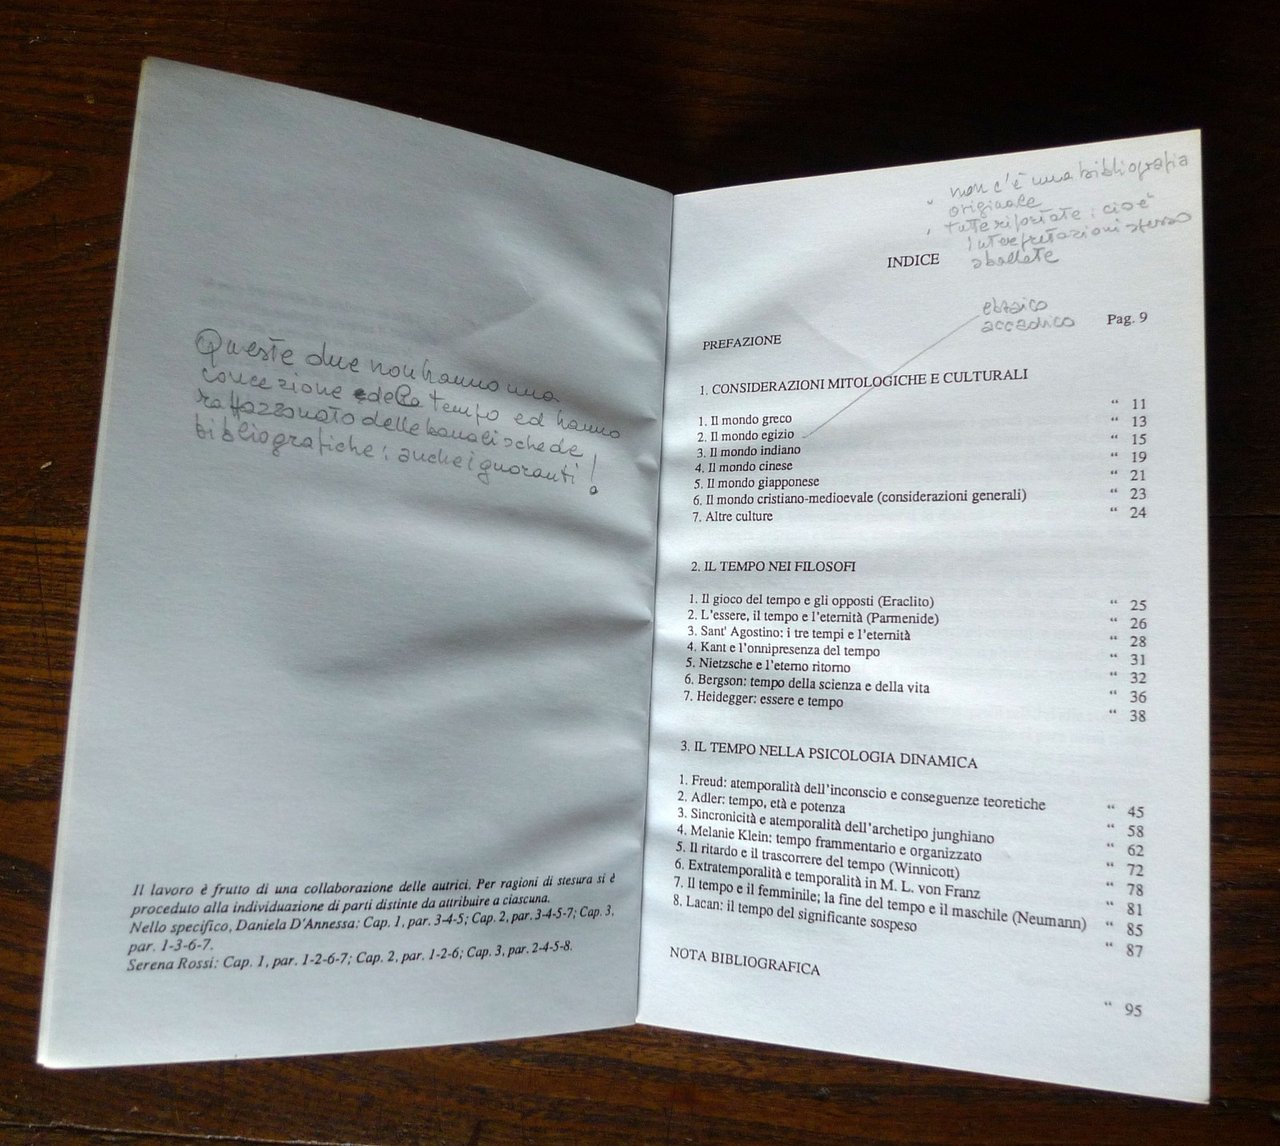 Queste due non hanno una
concezione del tempo ed hanno
raffazzonato delle banali schede
bibliografiche: anche ignoranti!
Il lavoro è frutto di una collaborazione delle autrici. Per ragioni di stesura si è
proceduto alla individuazione di parti distinte da attribuire a ciascuna.
Nello specifico, Daniela D'Annessa: Cap. 1, par. 3-4-5; Cap. 2, par. 3-4-5-7; Cap. 3,
par. 1-3-6-7.
Serena Rossi: Cap. 1, par. 1-2-6-7; Cap. 2, par. 1-2-6; Cap. 3, par. 2-4-5-8.
" non c'è una bibliografia
originale
, tutte riportate: cioè
interpretazioni spesso
sballate
INDICE
ebraico
accadico
PREFAZIONE Pag. 9
1. CONSIDERAZIONI MITOLOGICHE E CULTURALI “ 11
1. Il mondo greco “ 13
2. Il mondo egizio “ 15
3. Il mondo indiano “ 19
4. Il mondo cinese “ 21
5. Il mondo giapponese “ 23
6. Il mondo cristiano-medioevale (considerazioni generali) “ 24
7. Altre culture
2. IL TEMPO NEI FILOSOFI
1. Il gioco del tempo e gli opposti (Eraclito) “ 25
2. L'essere, il tempo e l'eternità (Parmenide) “ 26
3. Sant' Agostino: i tre tempi e l'eternità “ 28
4. Kant e l'onnipresenza del tempo “ 31
5. Nietzsche e l'eterno ritorno “ 32
6. Bergson: tempo della scienza e della vita “ 36
7. Heidegger: essere e tempo “ 38
3. IL TEMPO NELLA PSICOLOGIA DINAMICA
1. Freud: atemporalità dell'inconscio e conseguenze teoretiche “ 45
2. Adler: tempo, età e potenza “ 58
3. Sincronicità e atemporalità dell'archetipo junghiano “ 62
4. Melanie Klein: tempo frammentario e organizzato “ 72
5. Il ritardo e il trascorrere del tempo (Winnicott) “ 78
6. Extratemporalità e temporalità in M. L. von Franz “ 81
7. Il tempo e il femminile; la fine del tempo e il maschile (Neumann) “ 85
8. Lacan: il tempo del significante sospeso “ 87
NOTA BIBLIOGRAFICA “ 95